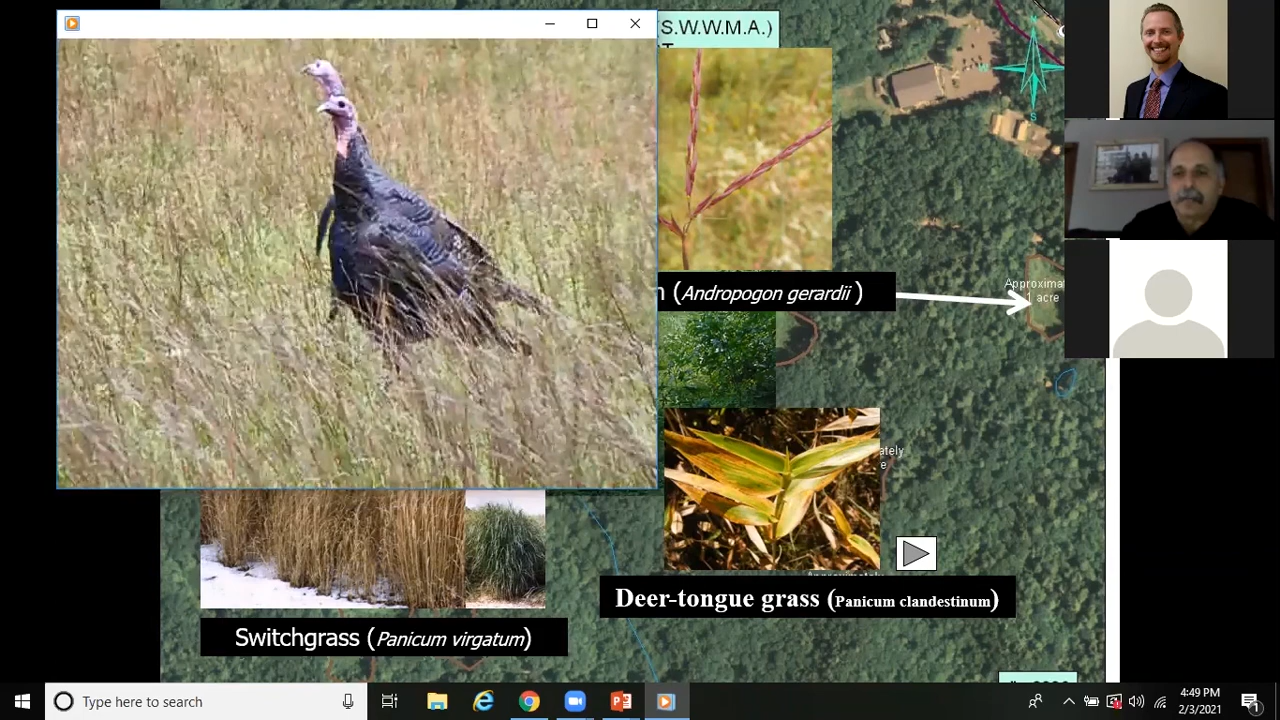 S.W.W.M.A.)
N
W
S
(Andropogon gerardii )
Approxima
1 acre
Deer-tongue grass (Panicum clandestinum)
Switchgrass (Panicum virgatum)
Type here to search
4:49 PM
2/3/2021